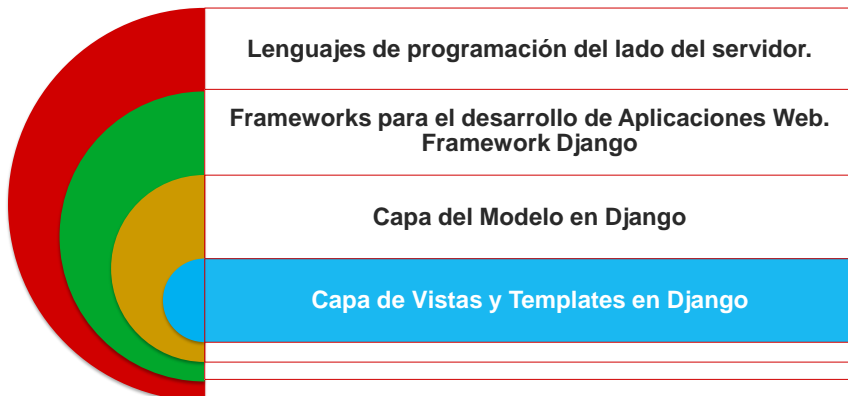 Lenguajes de programación del lado del servidor.
Frameworks para el desarrollo de Aplicaciones Web.
Framework Django
Capa del Modelo en Django
Capa de Vistas y Templates en Django